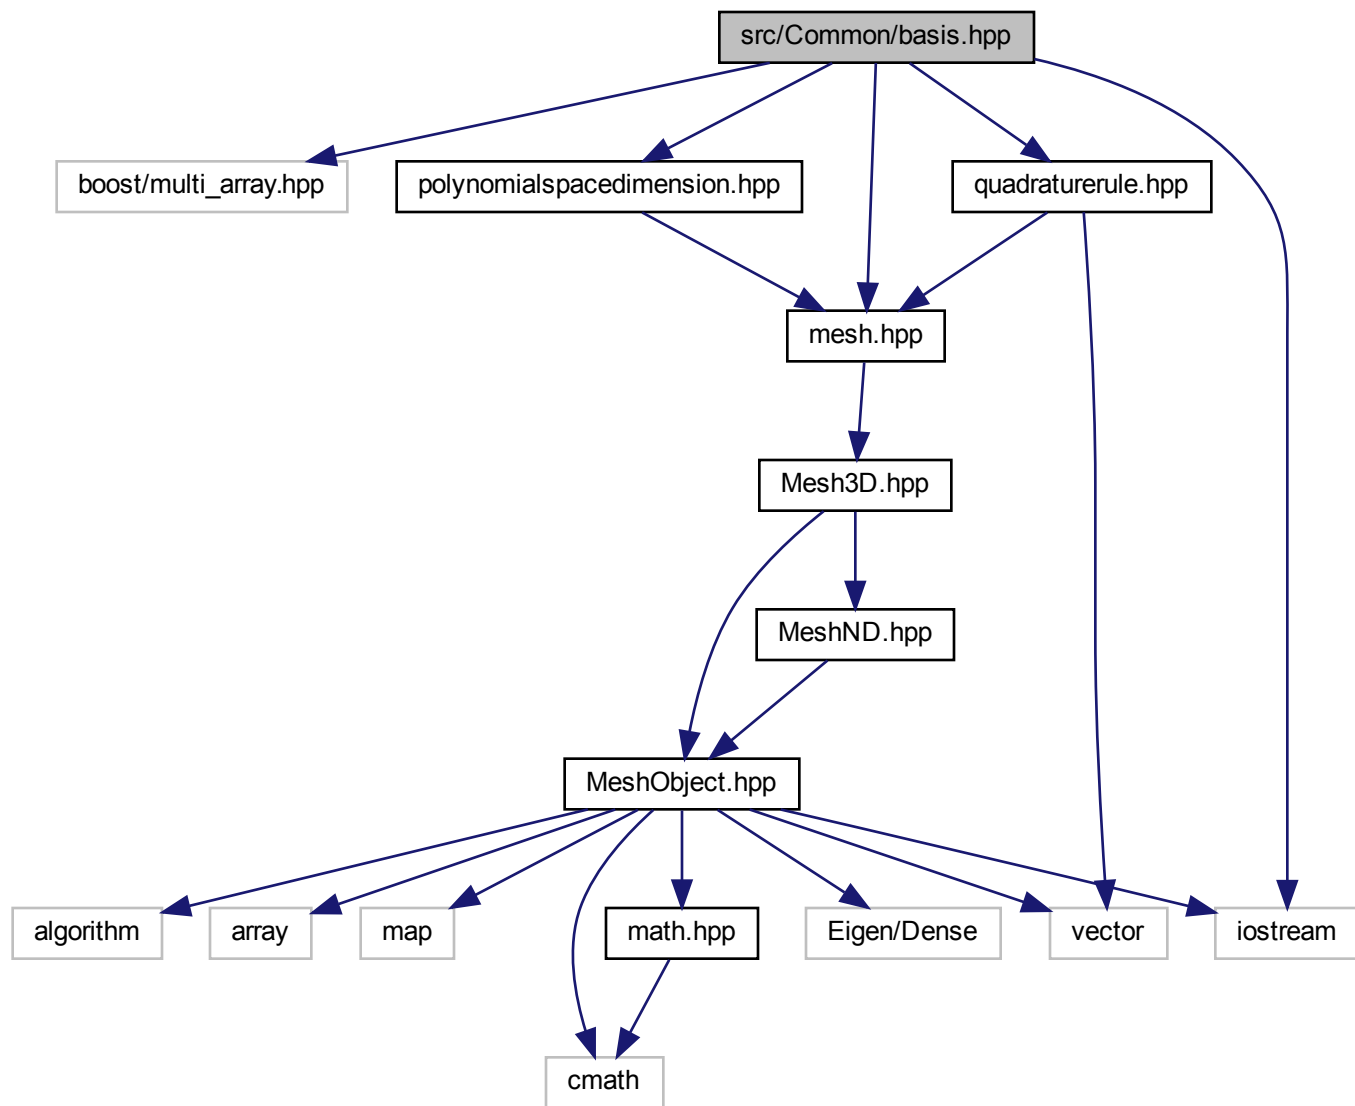 src/Common/basis.hpp
boost/multi_array.hpp
polynomialspacedimension.hpp
quadraturerule.hpp
mesh.hpp
Mesh3D.hpp
MeshND.hpp
MeshObject.hpp
algorithm
array
map
math.hpp
Eigen/Dense
vector
iostream
cmath